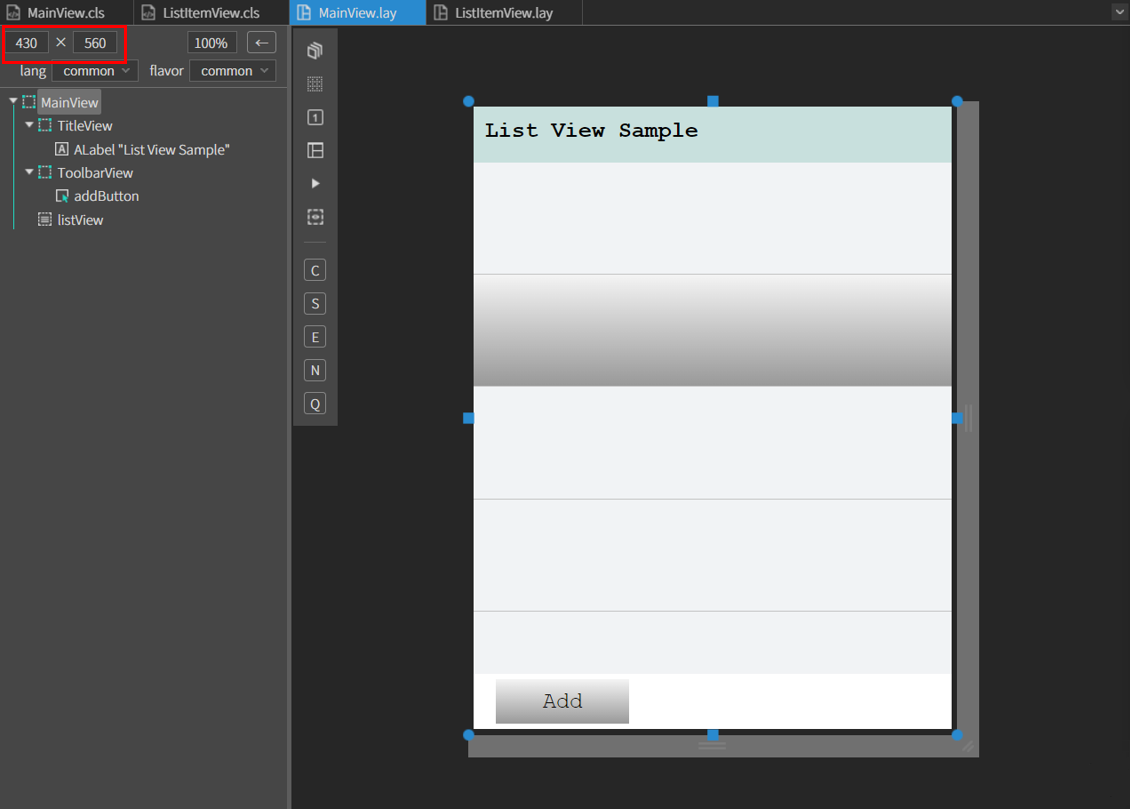 MainView.cls ListItemView.cls MainView.lay ListItemView.lay
430 × 560 100% ←
lang common flavor common
MainView
TitleView
ALabel "List View Sample"
ToolbarView
addButton
listView
1
C
S
E
N
Q
List View Sample
Add